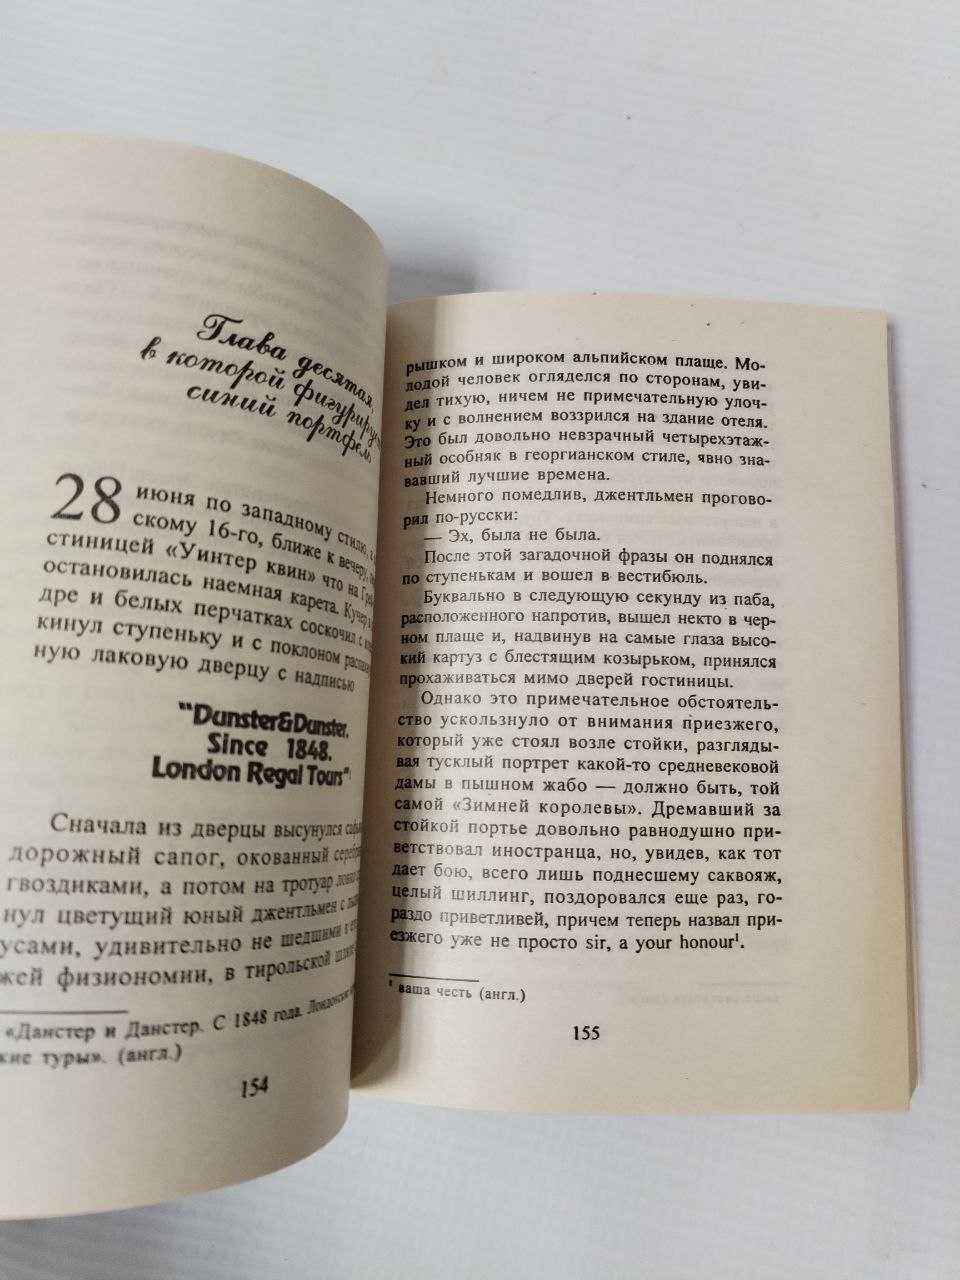 Глава десятая,
в которой фигурирует
синий портфель
28 июня по западному стилю,
скому 16-го, ближе к вечеру,
стиницей «Уинтер квин» что на
остановилась наемная карета. Кучер
дре и белых перчатках соскочил с
кинул ступеньку и с поклоном
ную лаковую дверцу с надписью
"Dunster&Dunster.
Since 1848.
London Regal Tours"¹
Сначала из дверцы высунулся
дорожный сапог, окованный
гвоздиками, а потом на тротуар
нул цветущий юный джентльмен с
усами, удивительно не шедшими к
жей физиономии, в тирольской
«Данстер и Данстер. С 1848 года. Лондонские
кие туры». (англ.)
154
рышком и широком альпийском плаще. Мо-
лодой человек огляделся по сторонам, уви-
дел тихую, ничем не примечательную улоч-
ку и с волнением воззрился на здание отеля.
Это был довольно невзрачный четырехэтаж-
ный особняк в георгианском стиле, явно зна-
вавший лучшие времена.
Немного помедлив, джентльмен прогово-
рил по-русски:
— Эх, была не была.
После этой загадочной фразы он поднялся
по ступенькам и вошел в вестибюль.
Буквально в следующую секунду из паба,
расположенного напротив, вышел некто в чер-
ном плаще и, надвинув на самые глаза высо-
кий картуз с блестящим козырьком, принялся
прохаживаться мимо дверей гостиницы.
Однако это примечательное обстоятель-
ство ускользнуло от внимания приезжего,
который уже стоял возле стойки, разгляды-
вая тусклый портрет какой-то средневековой
дамы в пышном жабо — должно быть, той
самой «Зимней королевы». Дремавший за
стойкой портье довольно равнодушно при-
ветствовал иностранца, но, увидев, как тот
дает бою, всего лишь поднесшему саквояж,
целый шиллинг, поздоровался еще раз, го-
раздо приветливей, причем теперь назвал при-
езжего уже не просто sir, а your honour¹.
¹ ваша честь (англ.)
155